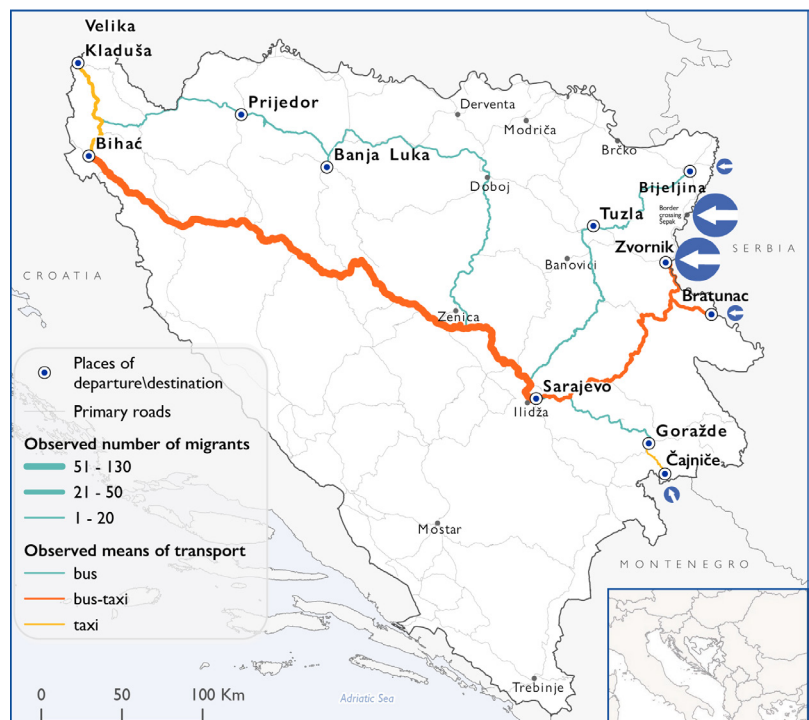 Velika
Kladuša
Prijedor
Derventa
Modriča
Brčko
Bihać
Banja Luka
Doboj
Bijeljina
Border
crossing
Šepak
Tuzla
Zvornik
SERBIA
Banovići
CROATIA
Bratunac
Zenica
Sarajevo
Ilidža
Goražde
Čajniče
Mostar
MONTENEGRO
Trebinje
Adriatic Sea
Places of
departure\destination
Primary roads
Observed number of migrants
51 - 130
21 - 50
1 - 20
Observed means of transport
bus
bus-taxi
taxi
0 50 100 Km